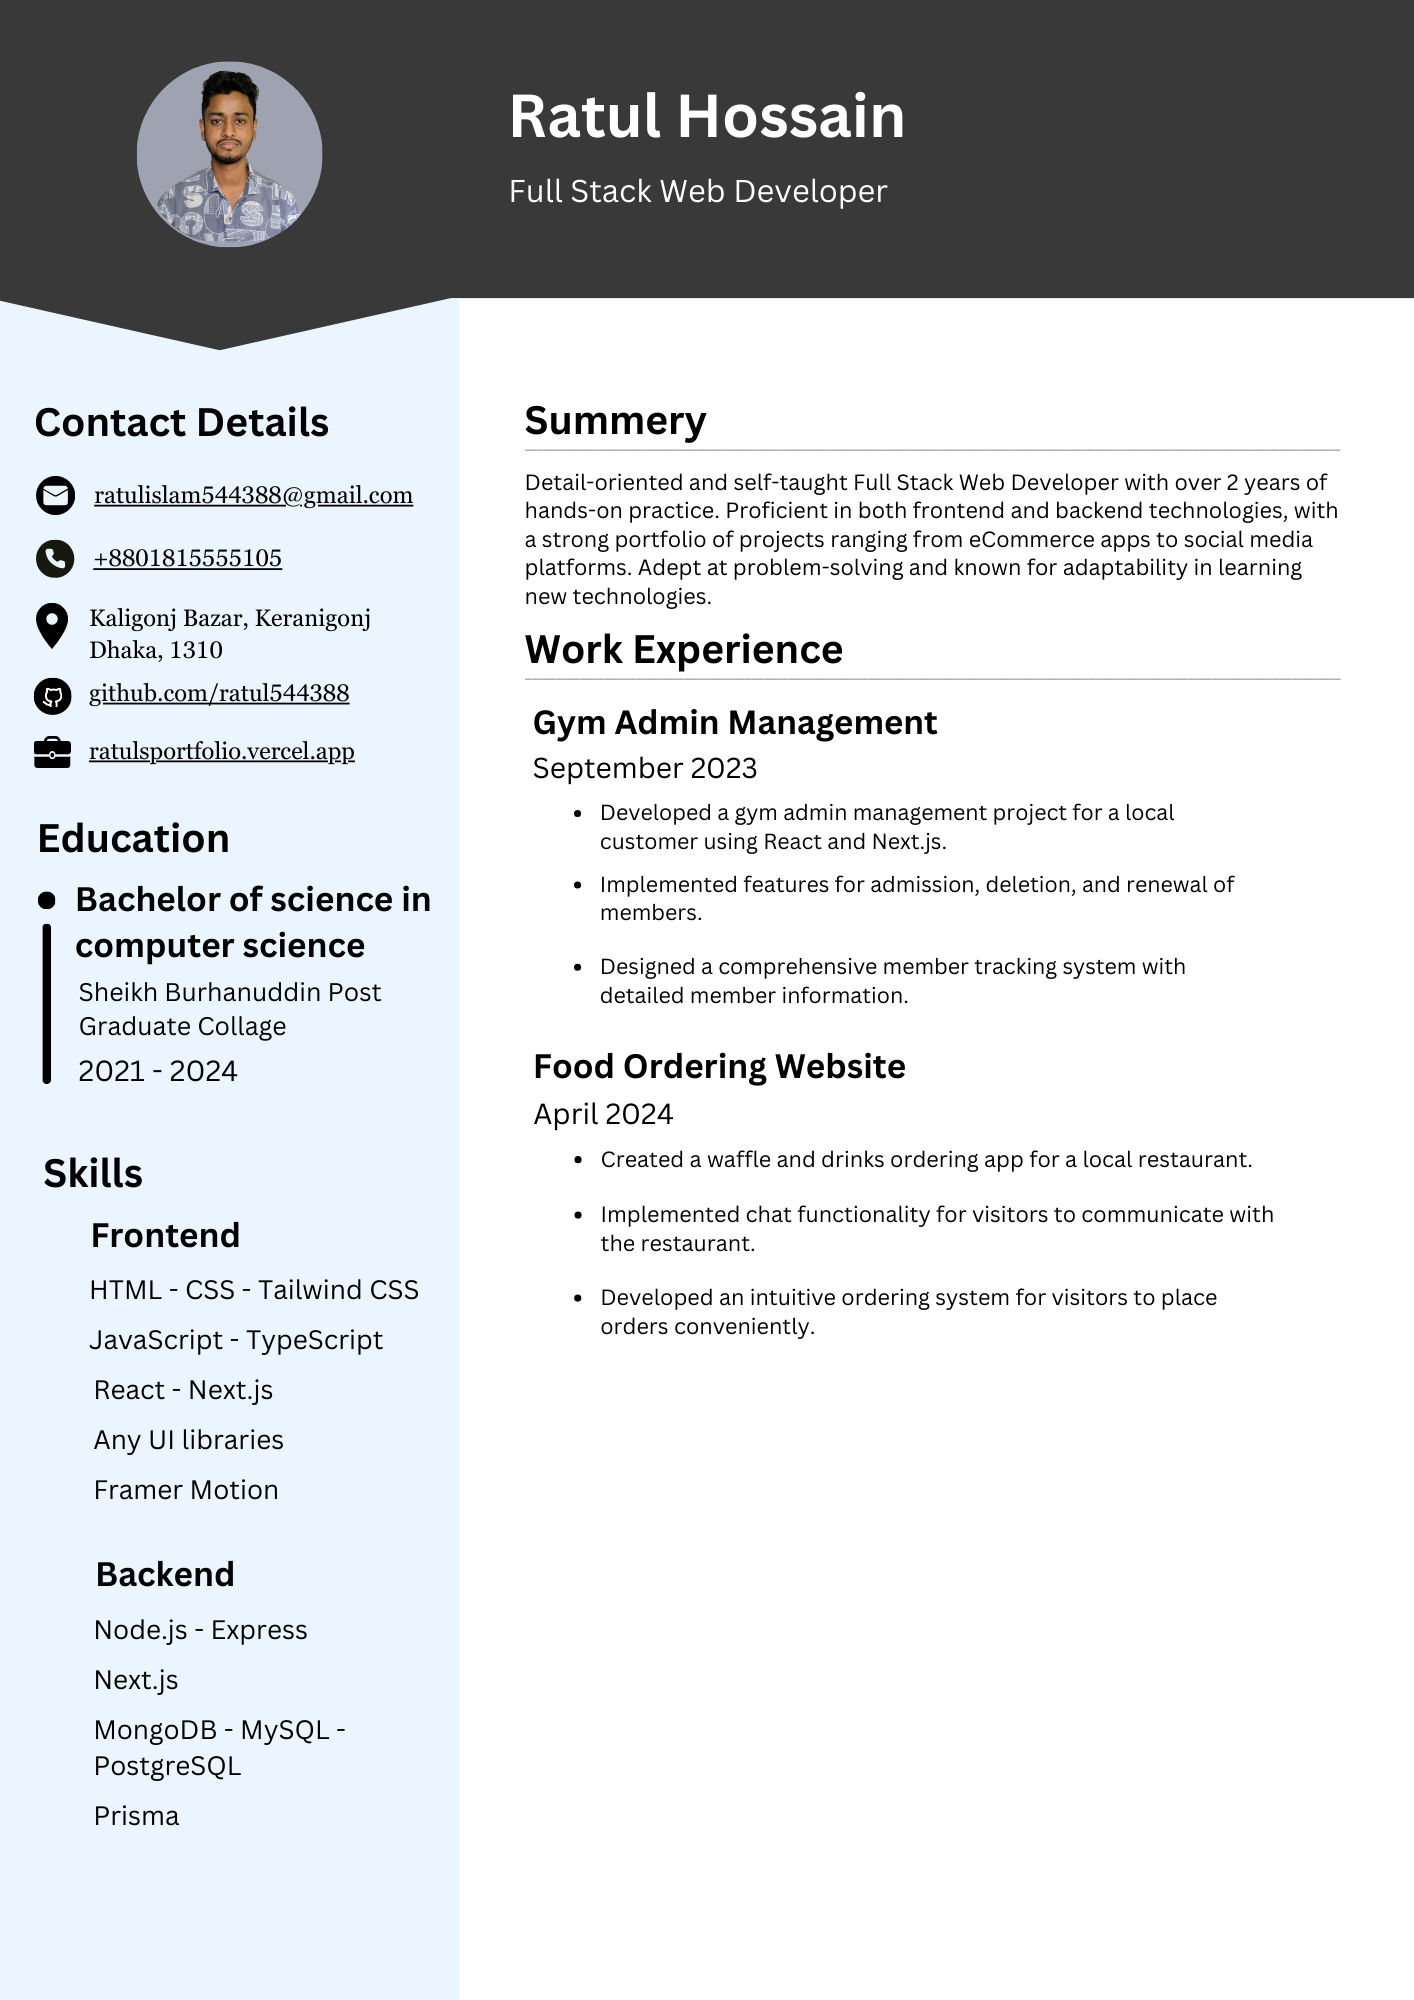 Ratul Hossain
Full Stack Web Developer
Contact Details
ratulislam544388@gmail.com
+8801815555105
Kaligonj Bazar, Keranigonj
Dhaka, 1310
github.com/ratul544388
ratulsportfolio.vercel.app
Education
Bachelor of science in
computer science
Sheikh Burhanuddin Post
Graduate Collage
2021 - 2024
Skills
Frontend
HTML - CSS - Tailwind CSS
JavaScript - TypeScript
React - Next.js
Any UI libraries
Framer Motion
Backend
Node.js - Express
Next.js
MongoDB - MySQL -
PostgreSQL
Prisma
Summery
Detail-oriented and self-taught Full Stack Web Developer with over 2 years of
hands-on practice. Proficient in both frontend and backend technologies, with
a strong portfolio of projects ranging from eCommerce apps to social media
platforms. Adept at problem-solving and known for adaptability in learning
new technologies.
Work Experience
Gym Admin Management
September 2023
• Developed a gym admin management project for a local
customer using React and Next.js.
• Implemented features for admission, deletion, and renewal of
members.
• Designed a comprehensive member tracking system with
detailed member information.
Food Ordering Website
April 2024
• Created a waffle and drinks ordering app for a local restaurant.
• Implemented chat functionality for visitors to communicate with
the restaurant.
• Developed an intuitive ordering system for visitors to place
orders conveniently.